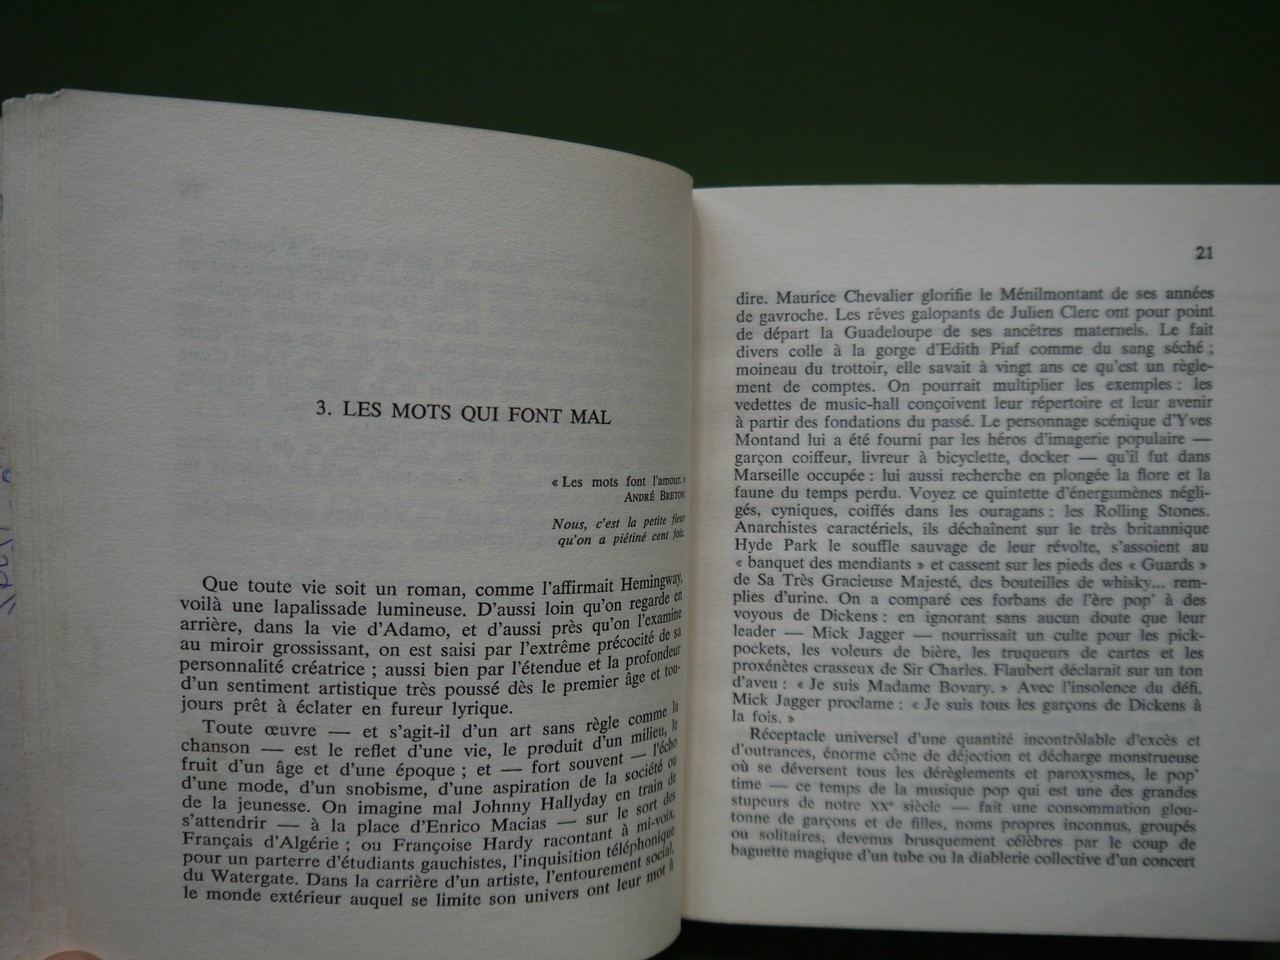 3. LES MOTS QUI FONT MAL
« Les mots font l'amour. »
ANDRÉ BRETON
Nous, c'est la petite fleur
qu'on a piétiné cent fois.
Que toute vie soit un roman, comme l'affirmait Hemingway,
voilà une lapalissade lumineuse. D'aussi loin qu'on regarde en
arrière, dans la vie d'Adamo, et d'aussi près qu'on l'examine
au miroir grossissant, on est saisi par l'extrême précocité de sa
personnalité créatrice ; aussi bien par l'étendue et la profondeur
d'un sentiment artistique très poussé dès le premier âge et tou-
jours prêt à éclater en fureur lyrique.
Toute œuvre — et s'agit-il d'un art sans règle comme la
chanson — est le reflet d'une vie, le produit d'un milieu, le
fruit d'un âge et d'une époque ; et — fort souvent — l'écho
d'une mode, d'un snobisme, d'une aspiration de la société ou
de la jeunesse. On imagine mal Johnny Hallyday en train de
s'attendrir — à la place d'Enrico Macias — sur le sort des
Français d'Algérie ; ou Françoise Hardy racontant à mi-voix,
pour un parterre d'étudiants gauchistes, l'inquisition téléphonique
du Watergate. Dans la carrière d'un artiste, l'entourement social,
le monde extérieur auquel se limite son univers ont leur mot à
21
dire. Maurice Chevalier glorifie le Ménilmontant de ses années
de gavroche. Les rêves galopants de Julien Clerc ont pour point
de départ la Guadeloupe de ses ancêtres maternels. Le fait
divers colle à la gorge d'Edith Piaf comme du sang séché ;
moineau du trottoir, elle savait à vingt ans ce qu'est un règle-
ment de comptes. On pourrait multiplier les exemples : les
vedettes de music-hall conçoivent leur répertoire et leur avenir
à partir des fondations du passé. Le personnage scénique d'Yves
Montand lui a été fourni par les héros d'imagerie populaire —
garçon coiffeur, livreur à bicyclette, docker — qu'il fut dans
Marseille occupée : lui aussi recherche en plongée la flore et la
faune du temps perdu. Voyez ce quintette d'énergumènes négli-
gés, cyniques, coiffés dans les ouragans : les Rolling Stones.
Anarchistes caractériels, ils déchaînent sur le très britannique
Hyde Park le souffle sauvage de leur révolte, s'assoient au
« banquet des mendiants » et cassent sur les pieds des « Guards »
de Sa Très Gracieuse Majesté, des bouteilles de whisky... rem-
plies d'urine. On a comparé ces forbans de l'ère pop' à des
voyous de Dickens : en ignorant sans aucun doute que leur
leader — Mick Jagger — nourrissait un culte pour les pick-
pockets, les voleurs de bière, les truqueurs de cartes et les
proxénètes crasseux de Sir Charles. Flaubert déclarait sur un ton
d'aveu : « Je suis Madame Bovary. » Avec l'insolence du défi,
Mick Jagger proclame : « Je suis tous les garçons de Dickens à
la fois. »
Réceptacle universel d'une quantité incontrôlable d'excès et
d'outrances, énorme cône de déjection et décharge monstrueuse
où se déversent tous les dérèglements et paroxysmes, le pop'
time — ce temps de la musique pop qui est une des grandes
stupeurs de notre XXe siècle — fait une consommation glou-
tonne de garçons et de filles, noms propres inconnus, groupés
ou solitaires, devenus brusquement célèbres par le coup de
baguette magique d'un tube ou la diablerie collective d'un concert